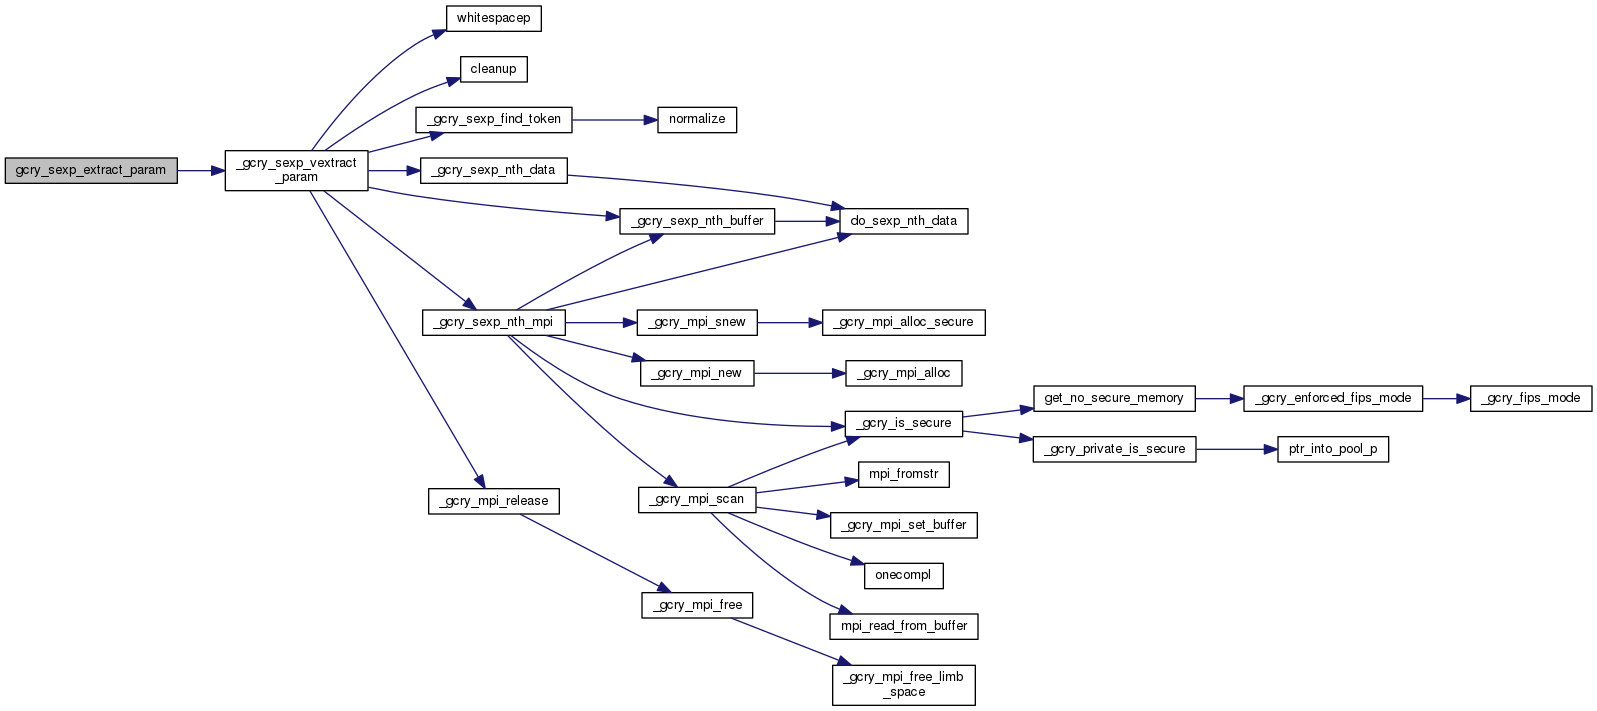 whitespacep
cleanup
_gcry_sexp_find_token
normalize
gcry_sexp_extract_param
_gcry_sexp_vextract
_param
_gcry_sexp_nth_data
_gcry_sexp_nth_buffer
do_sexp_nth_data
_gcry_sexp_nth_mpi
_gcry_mpi_snew
_gcry_mpi_alloc_secure
_gcry_mpi_new
_gcry_mpi_alloc
get_no_secure_memory
_gcry_enforced_fips_mode
_gcry_fips_mode
_gcry_is_secure
_gcry_private_is_secure
ptr_into_pool_p
mpi_fromstr
_gcry_mpi_release
_gcry_mpi_scan
_gcry_mpi_set_buffer
onecompl
_gcry_mpi_free
mpi_read_from_buffer
_gcry_mpi_free_limb
_space